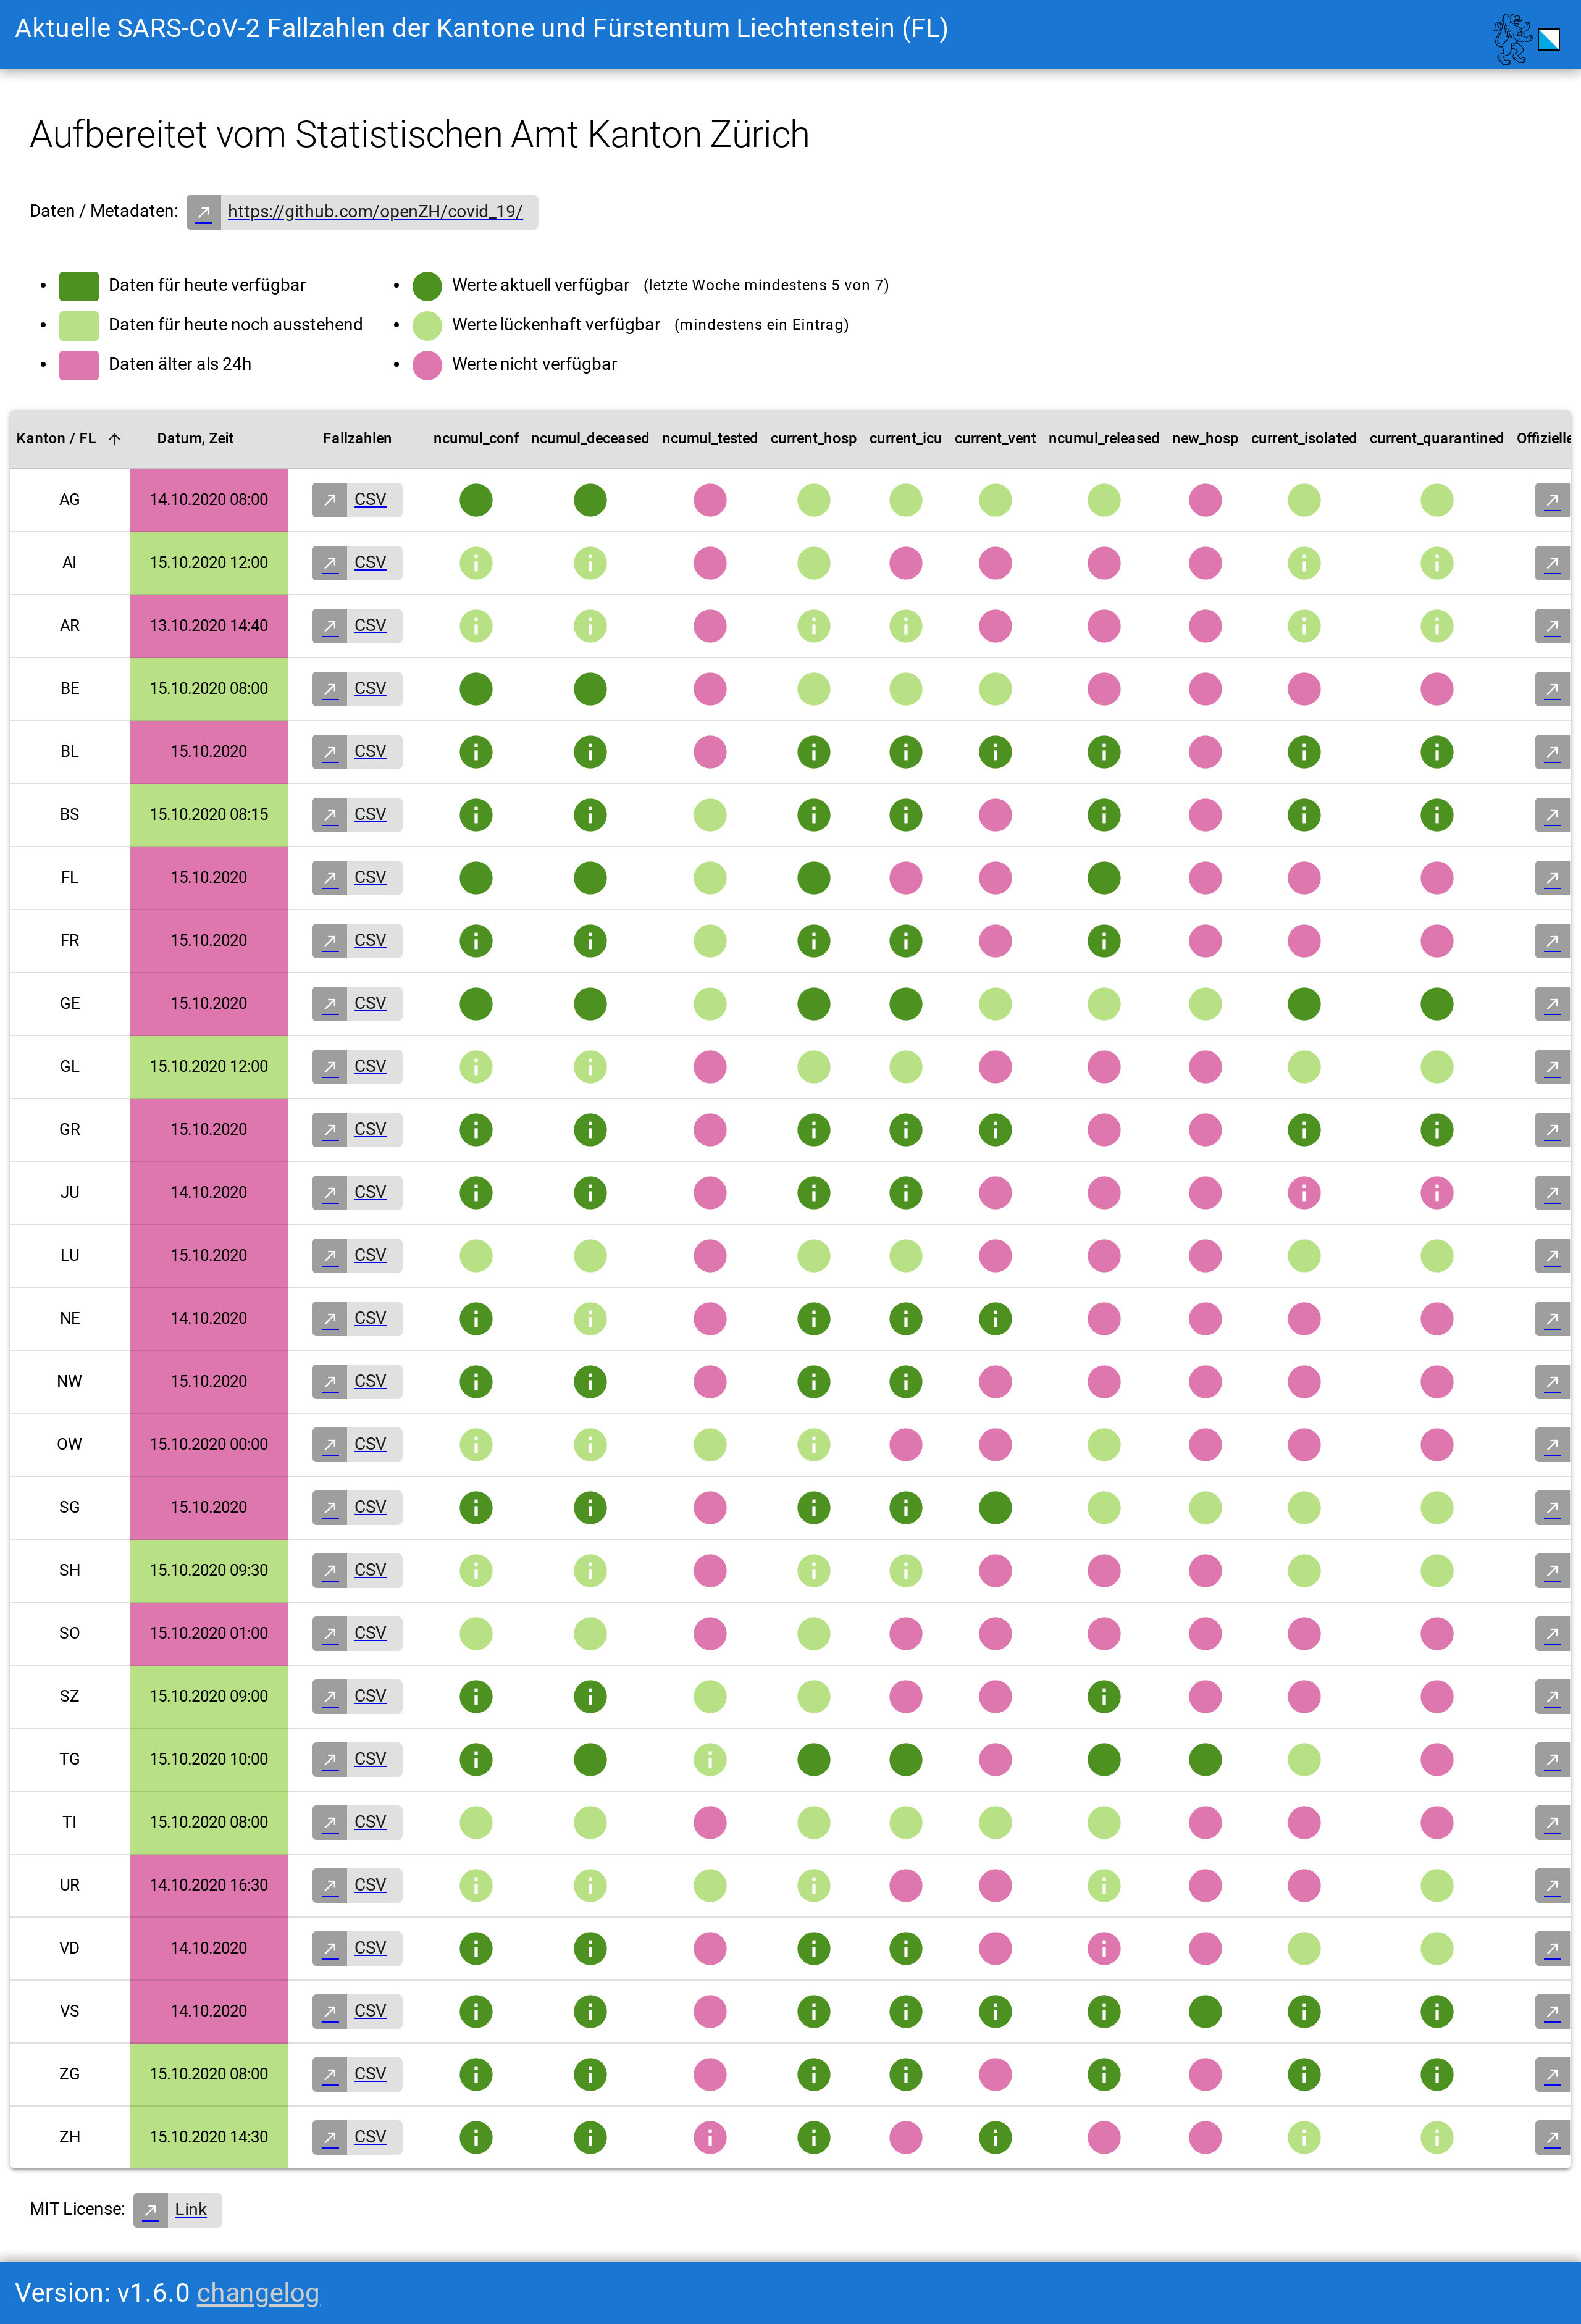 Aktuelle SARS-CoV-2 Fallzahlen der Kantone und Fürstentum Liechtenstein (FL)
Aufbereitet vom Statistischen Amt Kanton Zürich
Daten / Metadaten: https://github.com/openZH/covid_19/
Daten für heute verfügbar
Daten für heute noch ausstehend
Daten älter als 24h
Werte aktuell verfügbar (letzte Woche mindestens 5 von 7)
Werte lückenhaft verfügbar (mindestens ein Eintrag)
Werte nicht verfügbar
Kanton / FL Datum, Zeit Fallzahlen ncumul_conf ncumul_deceased ncumul_tested current_hosp current_icu current_vent ncumul_released new_hosp current_isolated current_quarantined Offizielle
AG 14.10.2020 08:00 CSV
AI 15.10.2020 12:00 CSV
AR 13.10.2020 14:40 CSV
BE 15.10.2020 08:00 CSV
BL 15.10.2020 CSV
BS 15.10.2020 08:15 CSV
FL 15.10.2020 CSV
FR 15.10.2020 CSV
GE 15.10.2020 CSV
GL 15.10.2020 12:00 CSV
GR 15.10.2020 CSV
JU 14.10.2020 CSV
LU 15.10.2020 CSV
NE 14.10.2020 CSV
NW 15.10.2020 CSV
OW 15.10.2020 00:00 CSV
SG 15.10.2020 CSV
SH 15.10.2020 09:30 CSV
SO 15.10.2020 01:00 CSV
SZ 15.10.2020 09:00 CSV
TG 15.10.2020 10:00 CSV
TI 15.10.2020 08:00 CSV
UR 14.10.2020 16:30 CSV
VD 14.10.2020 CSV
VS 14.10.2020 CSV
ZG 15.10.2020 08:00 CSV
ZH 15.10.2020 14:30 CSV
MIT License: Link
Version: v1.6.0 changelog